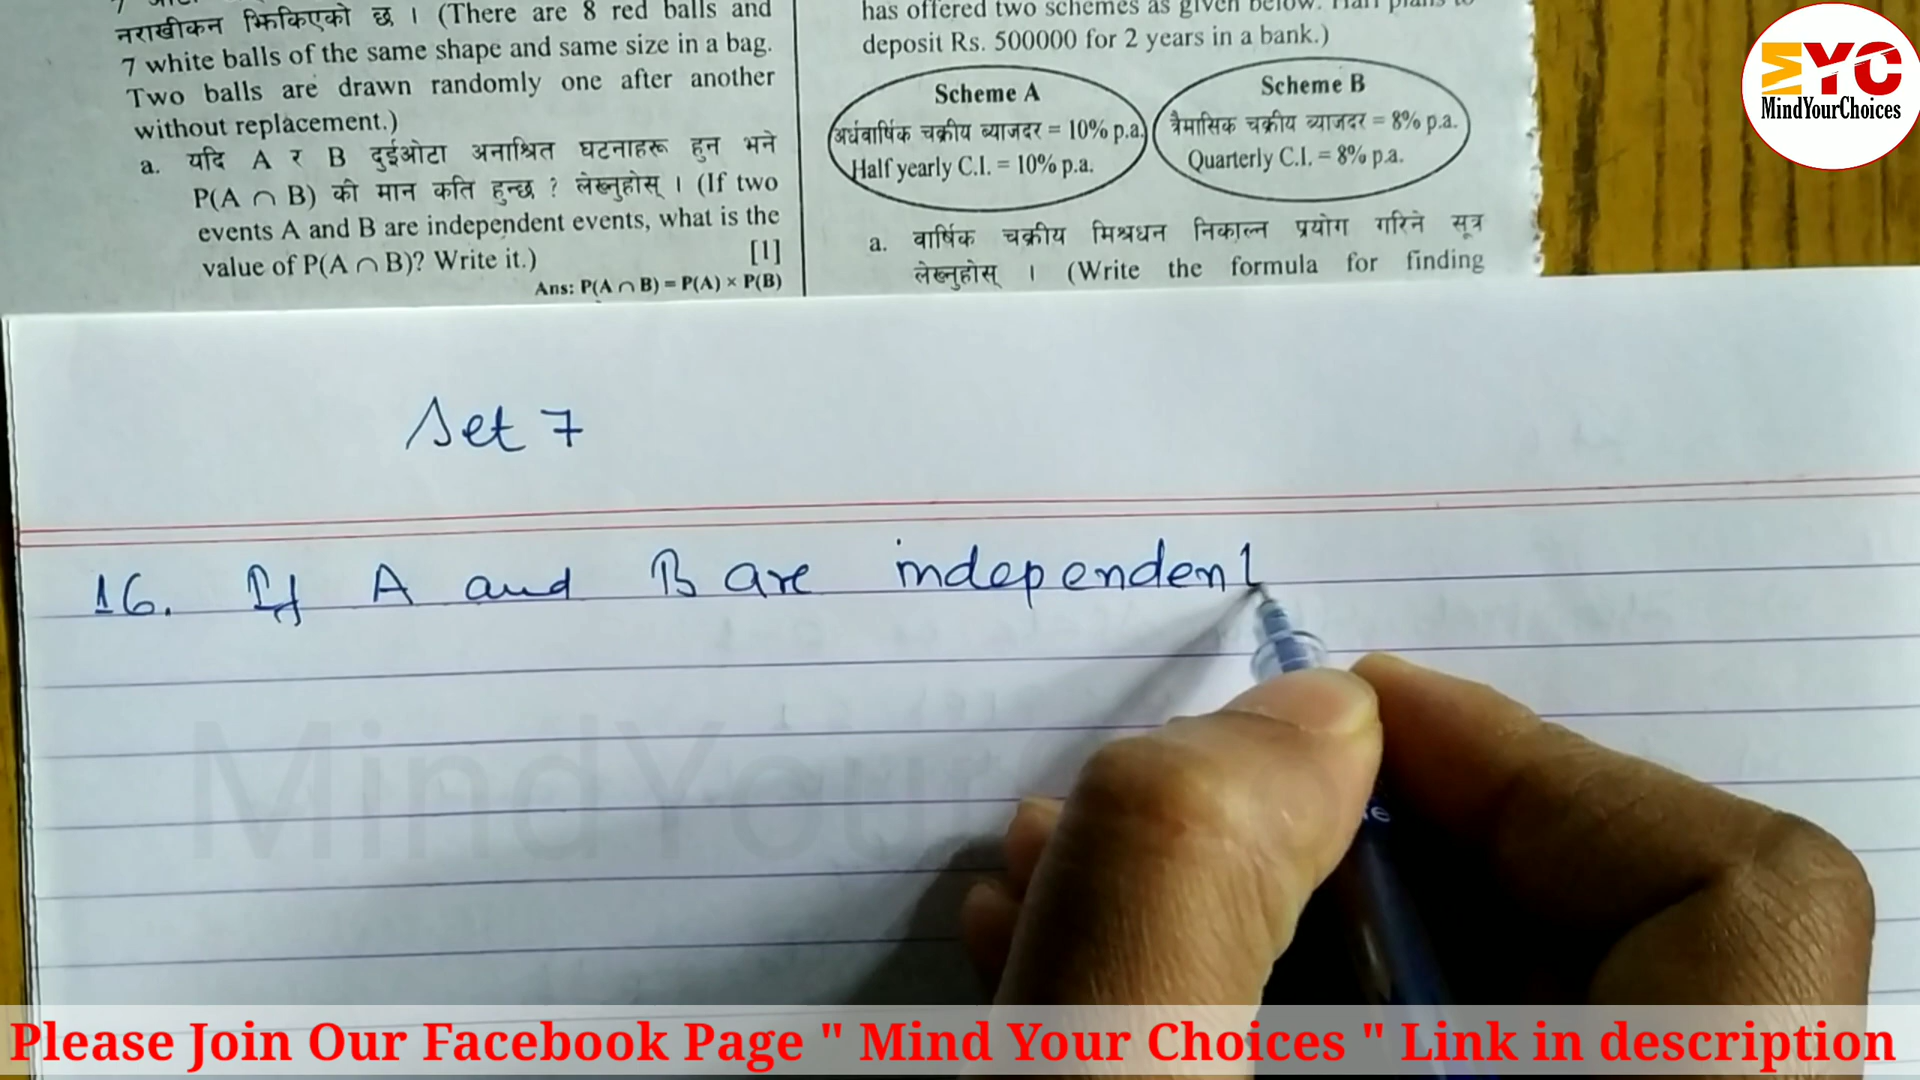 नराखीकन झिकिएको छ । (There are 8 red balls and
7 white balls of the same shape and same size in a bag.
Two balls are drawn randomly one after another
without replacement.)
a. यदि A र B दुईओटा अनाश्रित घटनाहरू हुन भने
P(A ∩ B) को मान कति हुन्छ ? लेख्नुहोस् । (If two
events A and B are independent events, what is the
value of P(A ∩ B)? Write it.) [1]
Ans: P(A ∩ B) = P(A) × P(B)
has offered two schemes as given below.
deposit Rs. 500000 for 2 years in a bank.)
Scheme A
अर्धवार्षिक चक्रीय ब्याजदर = 10% p.a.
Half yearly C.I. = 10% p.a.
Scheme B
त्रैमासिक चक्रीय ब्याजदर = 8% p.a.
Quarterly C.I. = 8% p.a.
a. वार्षिक चक्रीय मिश्रधन निकाल्न प्रयोग गरिने सूत्र
लेख्नुहोस् । (Write the formula for finding
MYC
MindYourChoices
Set 7
16. If A and B are independent
MindYour
Please Join Our Facebook Page " Mind Your Choices " Link in description